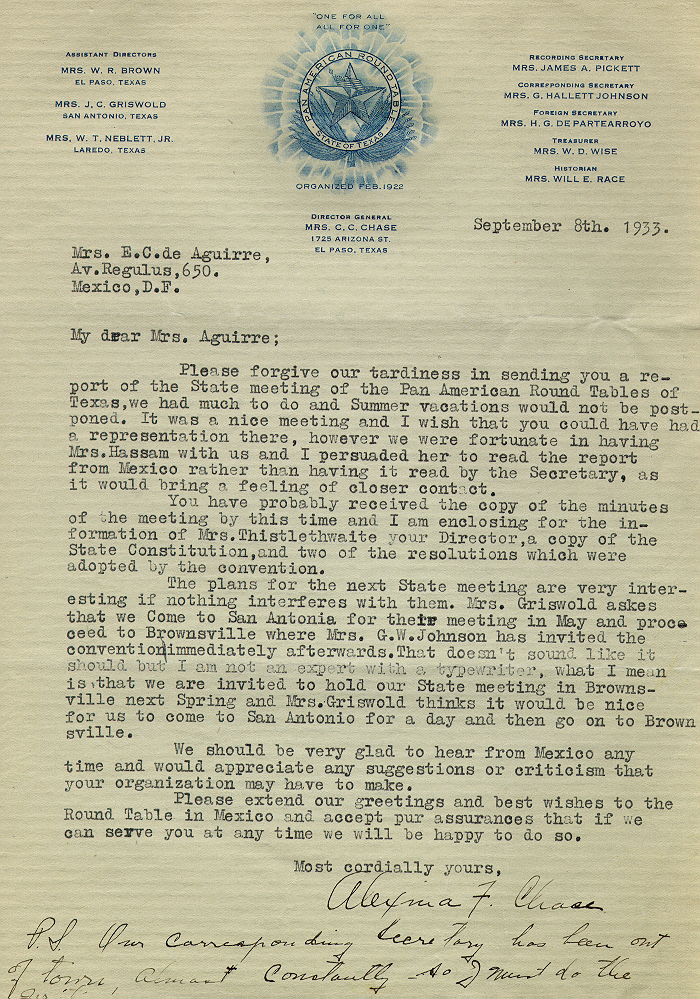 "ONE FOR ALL
ALL FOR ONE"
PAN AMERICAN ROUND TABLE
STATE OF TEXAS
ORGANIZED FEB. 1922
ASSISTANT DIRECTORS
MRS. W. R. BROWN
EL PASO, TEXAS
MRS. J. C. GRISWOLD
SAN ANTONIO, TEXAS
MRS. W. T. NEBLETT, JR.
LAREDO, TEXAS
RECORDING SECRETARY
MRS. JAMES A. PICKETT
CORREPPONDING SECRETARY
MRS. G. HALLETT JOHNSON
FOREIGN SECRETARY
MRS. H. G. DE PARTEARROYO
TREASURER
MRS. W. D. WISE
HISTORIAN
MRS. WILL E. RACE
DIRECTOR GENERAL
MRS. C. C. CHASE
1725 ARIZONA ST.
EL PASO, TEXAS
September 8th. 1933.
Mrs. E.C.de Aguirre,
Av.Regulus,650.
Mexico,D.F.
My dear Mrs. Aguirre;
Please forgive our tardiness in sending you a re-
port of the State meeting of the Pan American Round Tables of
Texas,we had much to do and Summer vacations would not be post-
poned. It was a nice meeting and I wish that you could have had
a representation there, however we were fortunate in having
Mrs.Hassam with us and I persuaded her to read the report
from Mexico rather than having it read by the Secretary, as
it would bring a feeling of closer contact.
You have probably received the copy of the minutes
of the meeting by this time and I am enclosing for the in-
formation of Mrs.Thistlethwaite your Director,a copy of the
State Constitution,and two of the resolutions which were
adopted by the convention.
The plans for the next State meeting are very inter-
esting if nothing interferes with them. Mrs. Griswold askes
that we Come to San Antonia for their meeting in May and proce
ceed to Brownsville where Mrs. G.W.Johnson has invited the
convention immediately afterwards.That doesn't sound like it
should but I am not an expert with a typewriter, what I mean
is that we are invited to hold our State meeting in Browns-
ville next Spring and Mrs.Griswold thinks it would be nice
for us to come to San Antonio for a day and then go on to Brown
sville.
We should be very glad to hear from Mexico any
time and would appreciate any suggestions or criticism that
your organization may have to make.
Please extend our greetings and best wishes to the
Round Table in Mexico and accept pur assurances that if we
can serve you at any time we will be happy to do so.
Most cordially yours,
Alexina F. Chase
P.S. Our corresponding Secretary has been out
of town, almost constantly - so I must do the